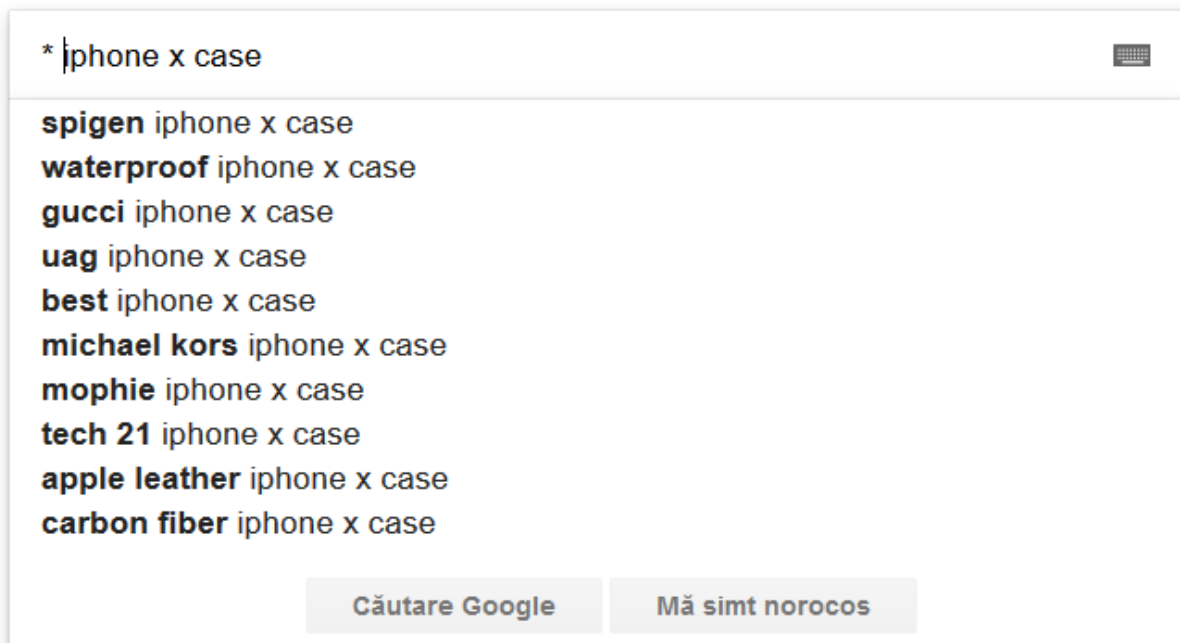 * iphone x case
spigen iphone x case
waterproof iphone x case
gucci iphone x case
uag iphone x case
best iphone x case
michael kors iphone x case
mophie iphone x case
tech 21 iphone x case
apple leather iphone x case
carbon fiber iphone x case
Căutare Google Mă simt norocos